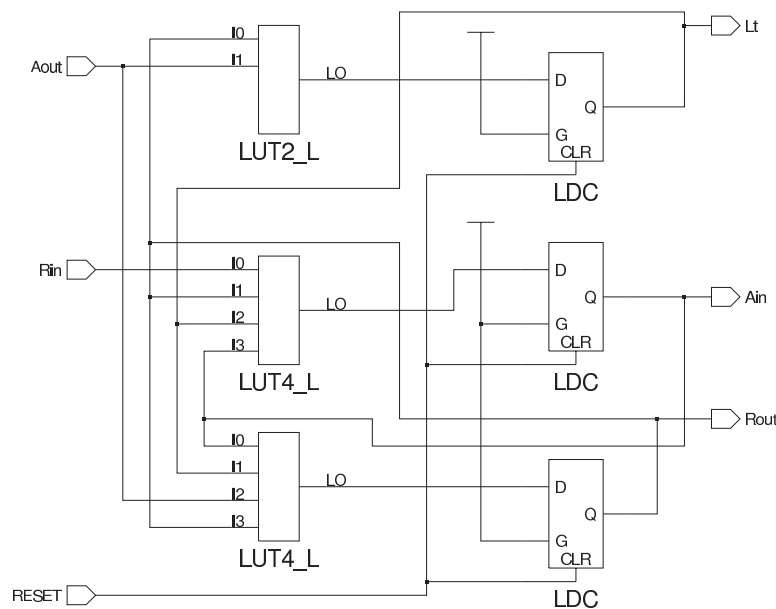 I0
Aout
I1
LO
D
Q
G
CLR
LUT2_L
LDC
Lt
Rin
I0
I1
I2
I3
LO
D
Q
G
CLR
LUT4_L
LDC
Ain
Rout
I0
I1
I2
I3
LO
D
Q
G
CLR
LUT4_L
LDC
RESET